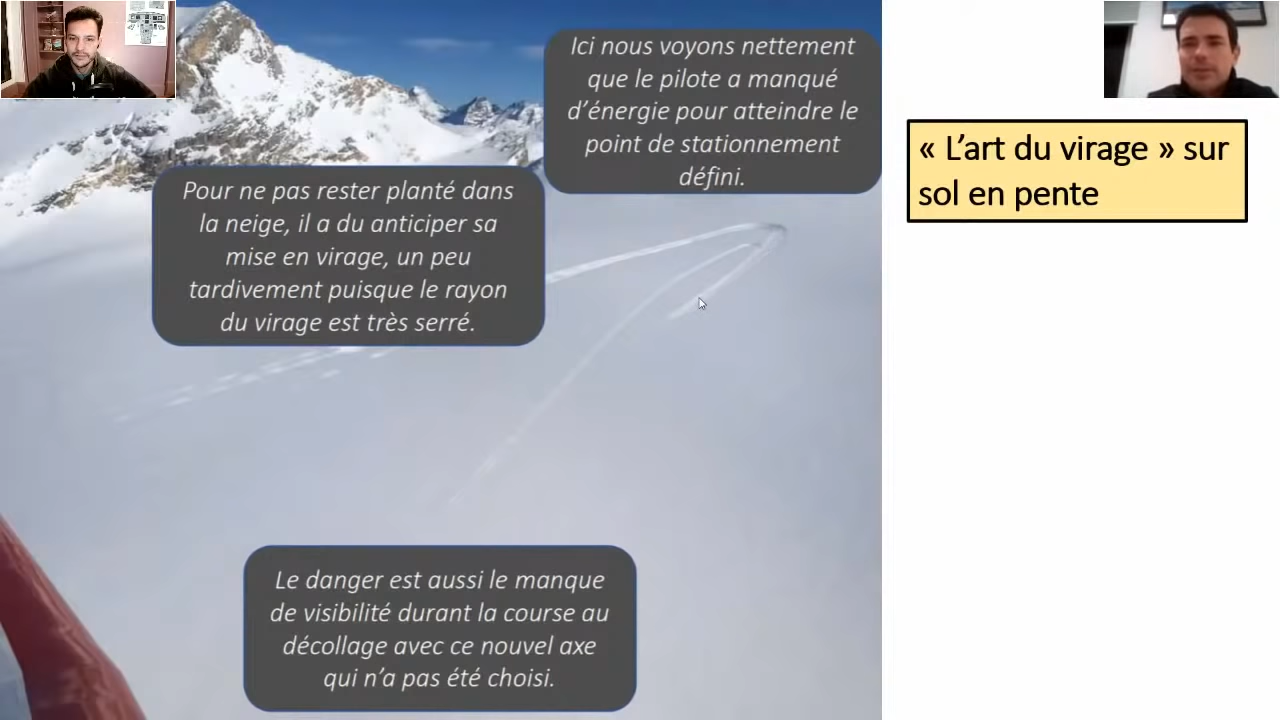 Ici nous voyons nettement
que le pilote a manqué
d'énergie pour atteindre le
point de stationnement
défini.
« L'art du virage » sur
sol en pente
Pour ne pas rester planté dans
la neige, il a du anticiper sa
mise en virage, un peu
tardivement puisque le rayon
du virage est très serré.
Le danger est aussi le manque
de visibilité durant la course au
décollage avec ce nouvel axe
qui n'a pas été choisi.